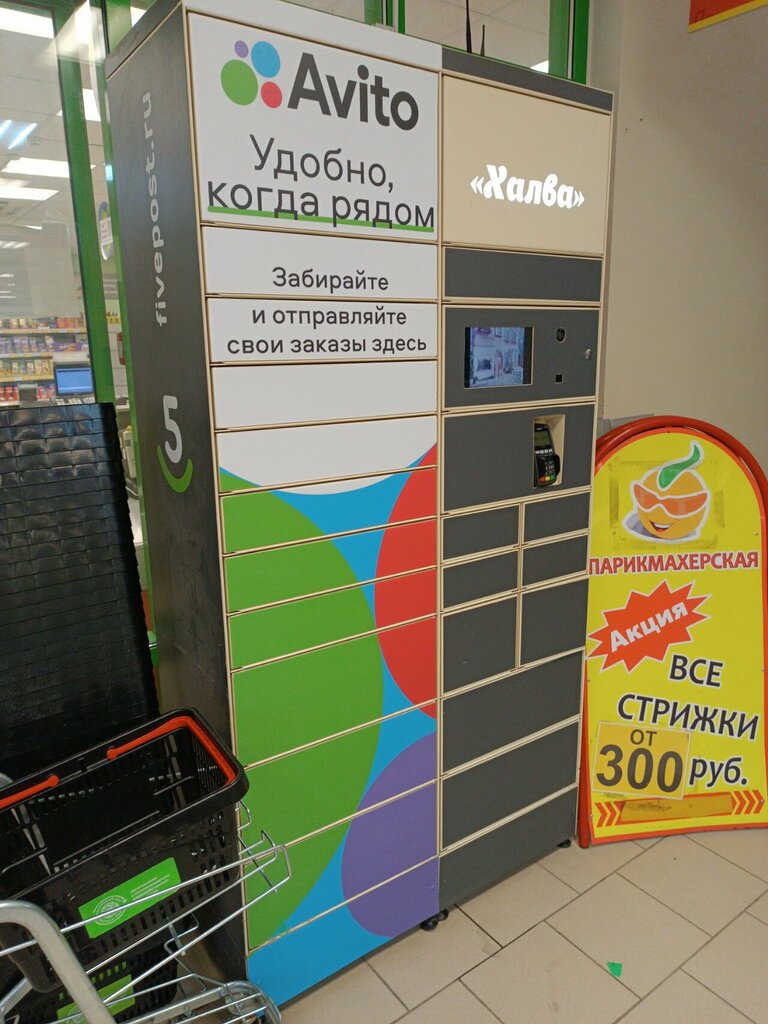 Avito
Удобно,
когда рядом
Забирайте
и отправляйте
свои заказы здесь
fivepost.ru
5
«Халва»
ПАРИКМАХЕРСКАЯ
Акция
ВСЕ
СТРИЖКИ
ОТ
300 руб.